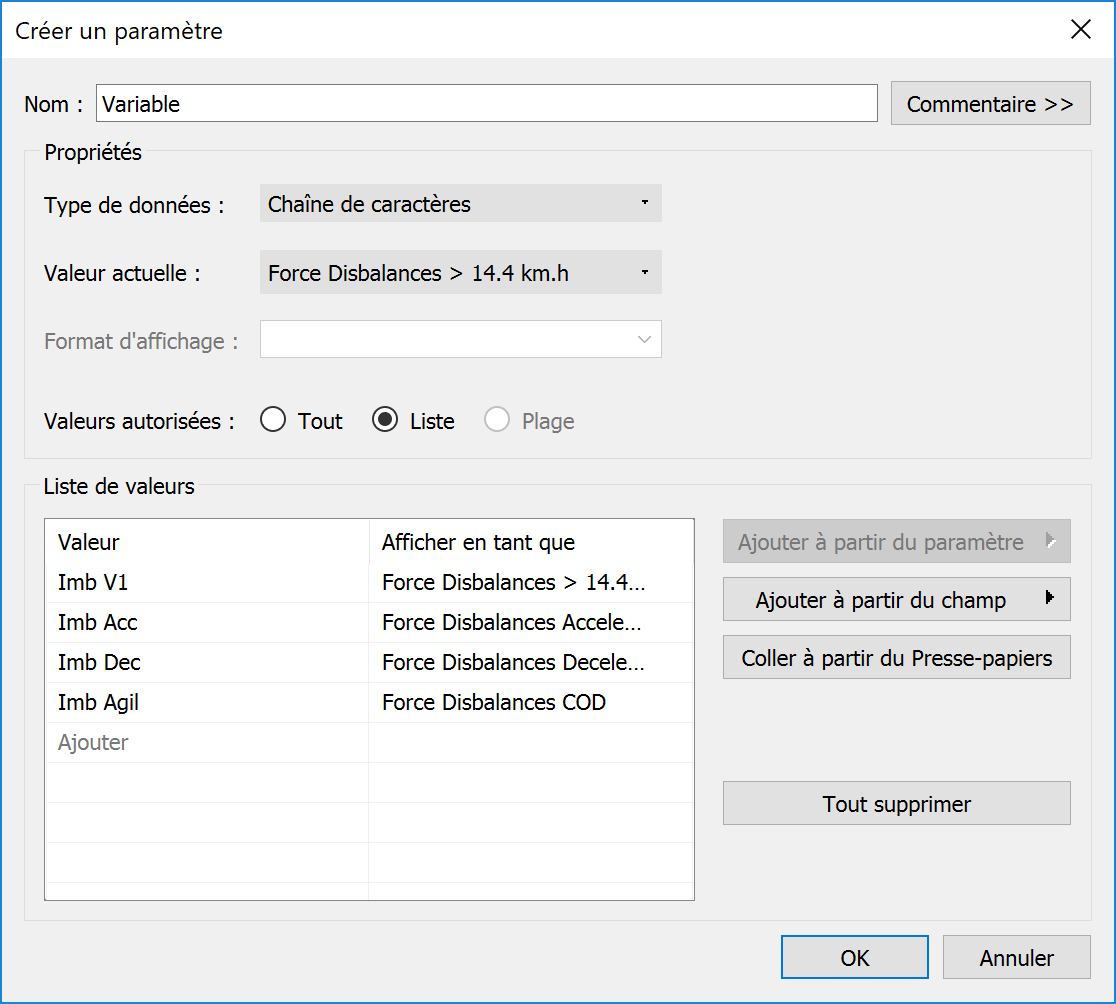 Créer un paramètre
Nom : Variable Commentaire >>
Propriétés
Type de données : Chaîne de caractères
Valeur actuelle : Force Disbalances > 14.4 km.h
Format d'affichage :
Valeurs autorisées : Tout Liste Plage
Liste de valeurs
Valeur Afficher en tant que
Imb V1 Force Disbalances > 14.4...
Imb Acc Force Disbalances Accele...
Imb Dec Force Disbalances Decele...
Imb Agil Force Disbalances COD
Ajouter
Ajouter à partir du paramètre
Ajouter à partir du champ
Coller à partir du Presse-papiers
Tout supprimer
OK Annuler